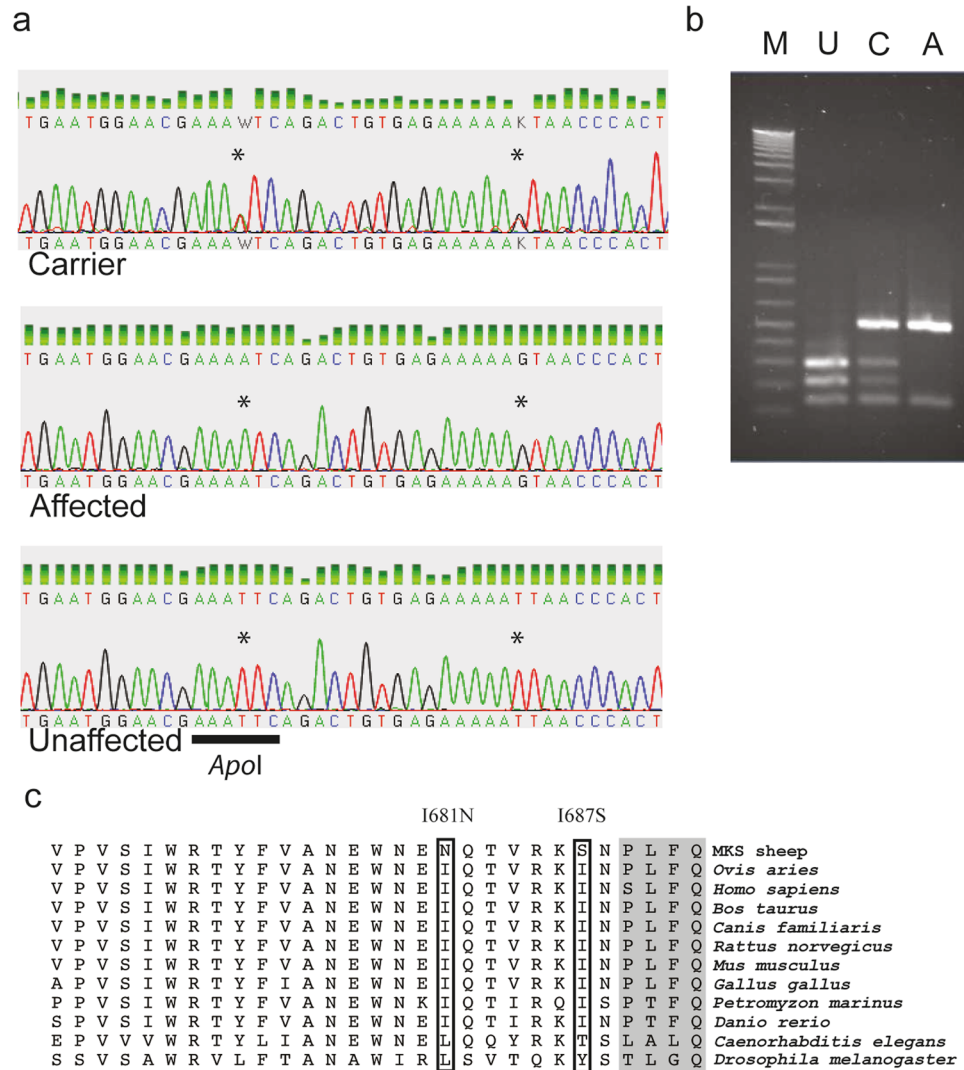 a
TGAATGGAACGAAAWTCAGACTGTGAGAAAAAKTAACCCACT
* *
TGAATGGAACGAAAWTCAGACTGTGAGAAAAAKTAACCCACT
Carrier
TGAATGGAACGAAAATCAGACTGTGAGAAAAAGTAACCCACT
* *
TGAATGGAACGAAAATCAGACTGTGAGAAAAAGTAACCCACT
Affected
TGAATGGAACGAAATTCAGACTGTGAGAAAAATTAACCCACT
* *
TGAATGGAACGAAATTCAGACTGTGAGAAAAATTAACCCACT
Unaffected
ApoI
b
M U C A
c
I681N I687S
V P V S I W R T Y F V A N E W N E N Q T V R K S N P L F Q MKS sheep
V P V S I W R T Y F V A N E W N E I Q T V R K I N P L F Q Ovis aries
V P V S I W R T Y F V A N E W N E I Q T V R K I N S L F Q Homo sapiens
V P V S I W R T Y F V A N E W N E I Q T V R K I N P L F Q Bos taurus
V P V S I W R T Y F V A N E W N E I Q T V R K I N P L F Q Canis familiaris
V P V S I W R T Y F V A N E W N E I Q T V R K I N P L F Q Rattus norvegicus
V P V S I W R T Y F V A N E W N E I Q T V R K I N P L F Q Mus musculus
A P V S I W R T Y F I A N E W N E I Q T V R K I N P L F Q Gallus gallus
P P V S I W R T Y F V A N E W N K I Q T I R Q I S P T F Q Petromyzon marinus
S P V S I W R T Y F V A N E W N E I Q T I R K I N P T F Q Danio rerio
E P V V V W R T Y L I A N E W N E L Q Q Y R K T S L A L Q Caenorhabditis elegans
S S V S A W R V L F T A N A W I R L S V T Q K Y S T L G Q Drosophila melanogaster